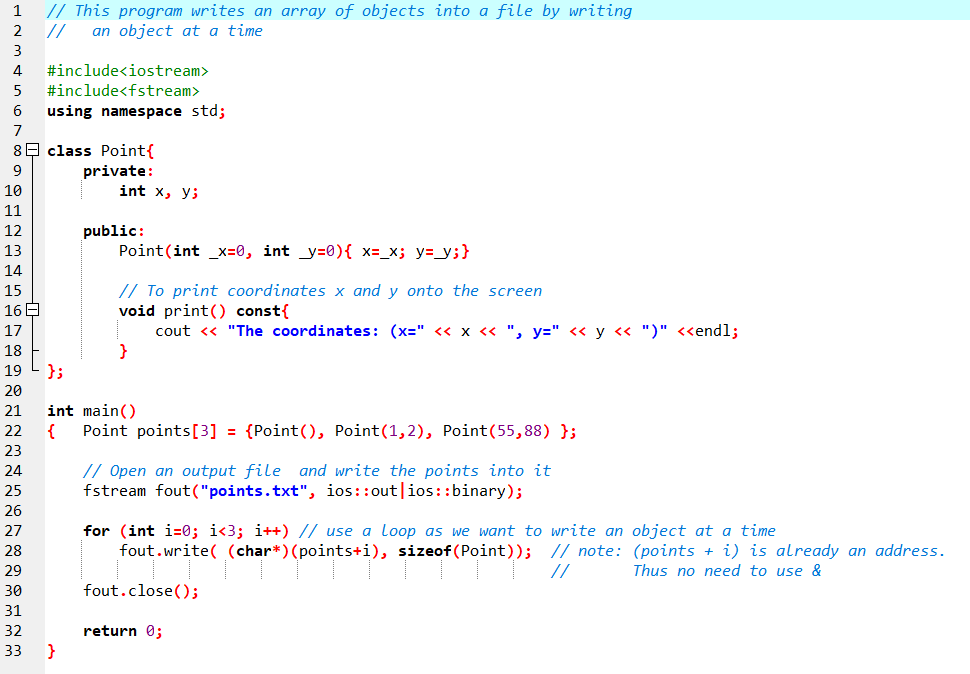 1 // This program writes an array of objects into a file by writing
2 //   an object at a time
3
4 #include<iostream>
5 #include<fstream>
6 using namespace std;
7
8 class Point{
9     private:
10         int x, y;
11
12     public:
13         Point(int _x=0, int _y=0){ x=_x; y=_y;}
14
15         // To print coordinates x and y onto the screen
16         void print() const{
17             cout << "The coordinates: (x=" << x << ", y=" << y << ")" <<endl;
18         }
19 };
20
21 int main()
22 {   Point points[3] = {Point(), Point(1,2), Point(55,88) };
23
24     // Open an output file  and write the points into it
25     fstream fout("points.txt", ios::out|ios::binary);
26
27     for (int i=0; i<3; i++) // use a loop as we want to write an object at a time
28         fout.write( (char*)(points+i), sizeof(Point));  // note: (points + i) is already an address.
29                                                         //       Thus no need to use &
30     fout.close();
31
32     return 0;
33 }